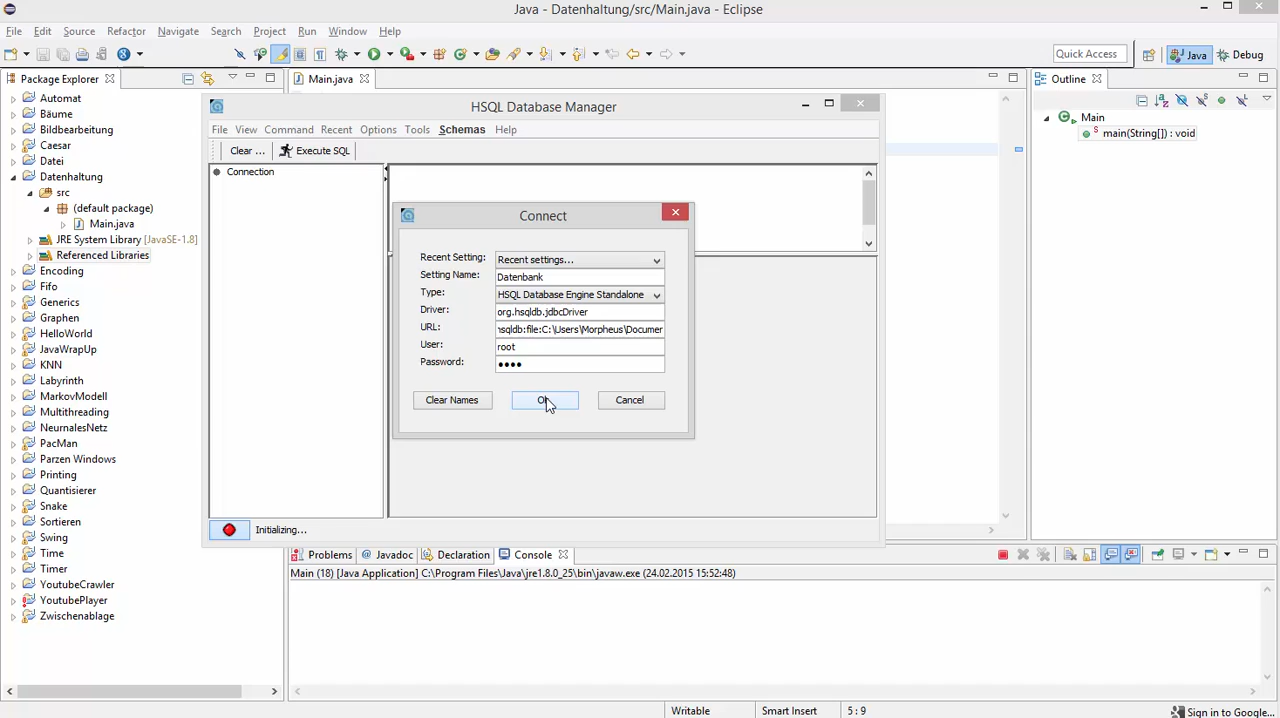 Java - Datenhaltung/src/Main.java - Eclipse
File Edit Source Refactor Navigate Search Project Run Window Help
Quick Access Java Debug
Package Explorer
Automat
Bäume
Bildbearbeitung
Caesar
Datei
Datenhaltung
src
(default package)
Main.java
JRE System Library [JavaSE-1.8]
Referenced Libraries
Encoding
Fifo
Generics
Graphen
HelloWorld
JavaWrapUp
KNN
Labyrinth
MarkovModell
Multithreading
NeurnalesNetz
PacMan
Parzen Windows
Printing
Quantisierer
Snake
Sortieren
Swing
Time
Timer
YoutubeCrawler
YoutubePlayer
Zwischenablage
Main.java
HSQL Database Manager
File View Command Recent Options Tools Schemas Help
Clear ... Execute SQL
Connection
Connect
Recent Setting: Recent settings...
Setting Name: Datenbank
Type: HSQL Database Engine Standalone
Driver: org.hsqldb.jdbcDriver
URL: hsqldb:file:C:\Users\Morpheus\Documer
User: root
Password: ●●●●
Clear Names Cancel
Initializing...
Outline
Main
main(String[]) : void
Problems Javadoc Declaration Console
Main (18) [Java Application] C:\Program Files\Java\jre1.8.0_25\bin\javaw.exe (24.02.2015 15:52:48)
Writable Smart Insert 5 : 9 Sign in to Google...